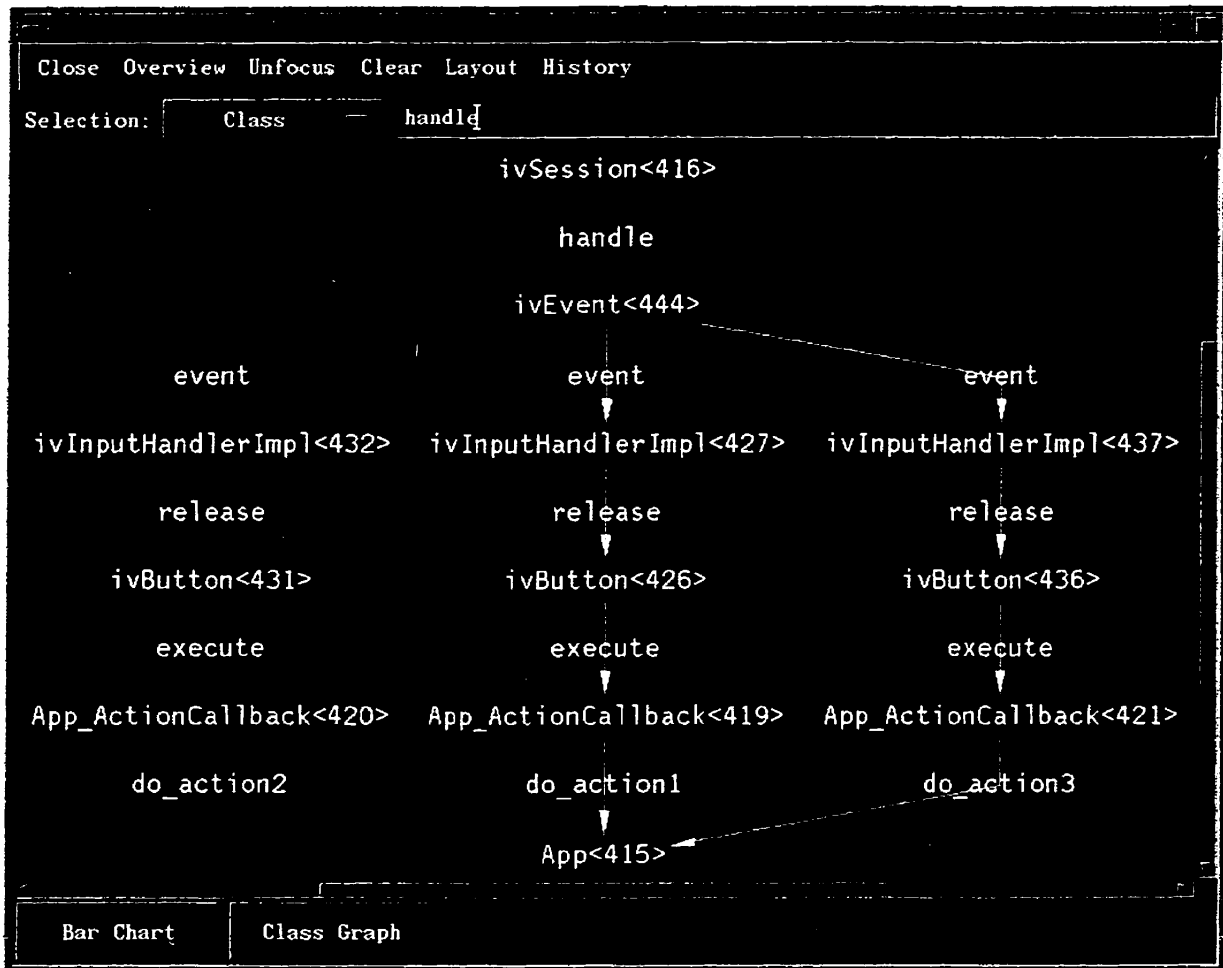 Close Overview Unfocus Clear Layout History
Selection: Class handle
ivSession<416>
handle
ivEvent<444>
event event event
ivInputHandlerImpl<432> ivInputHandlerImpl<427> ivInputHandlerImpl<437>
release release release
ivButton<431> ivButton<426> ivButton<436>
execute execute execute
App_ActionCallback<420> App_ActionCallback<419> App_ActionCallback<421>
do_action2 do_action1 do_action3
App<415>
Bar Chart Class Graph